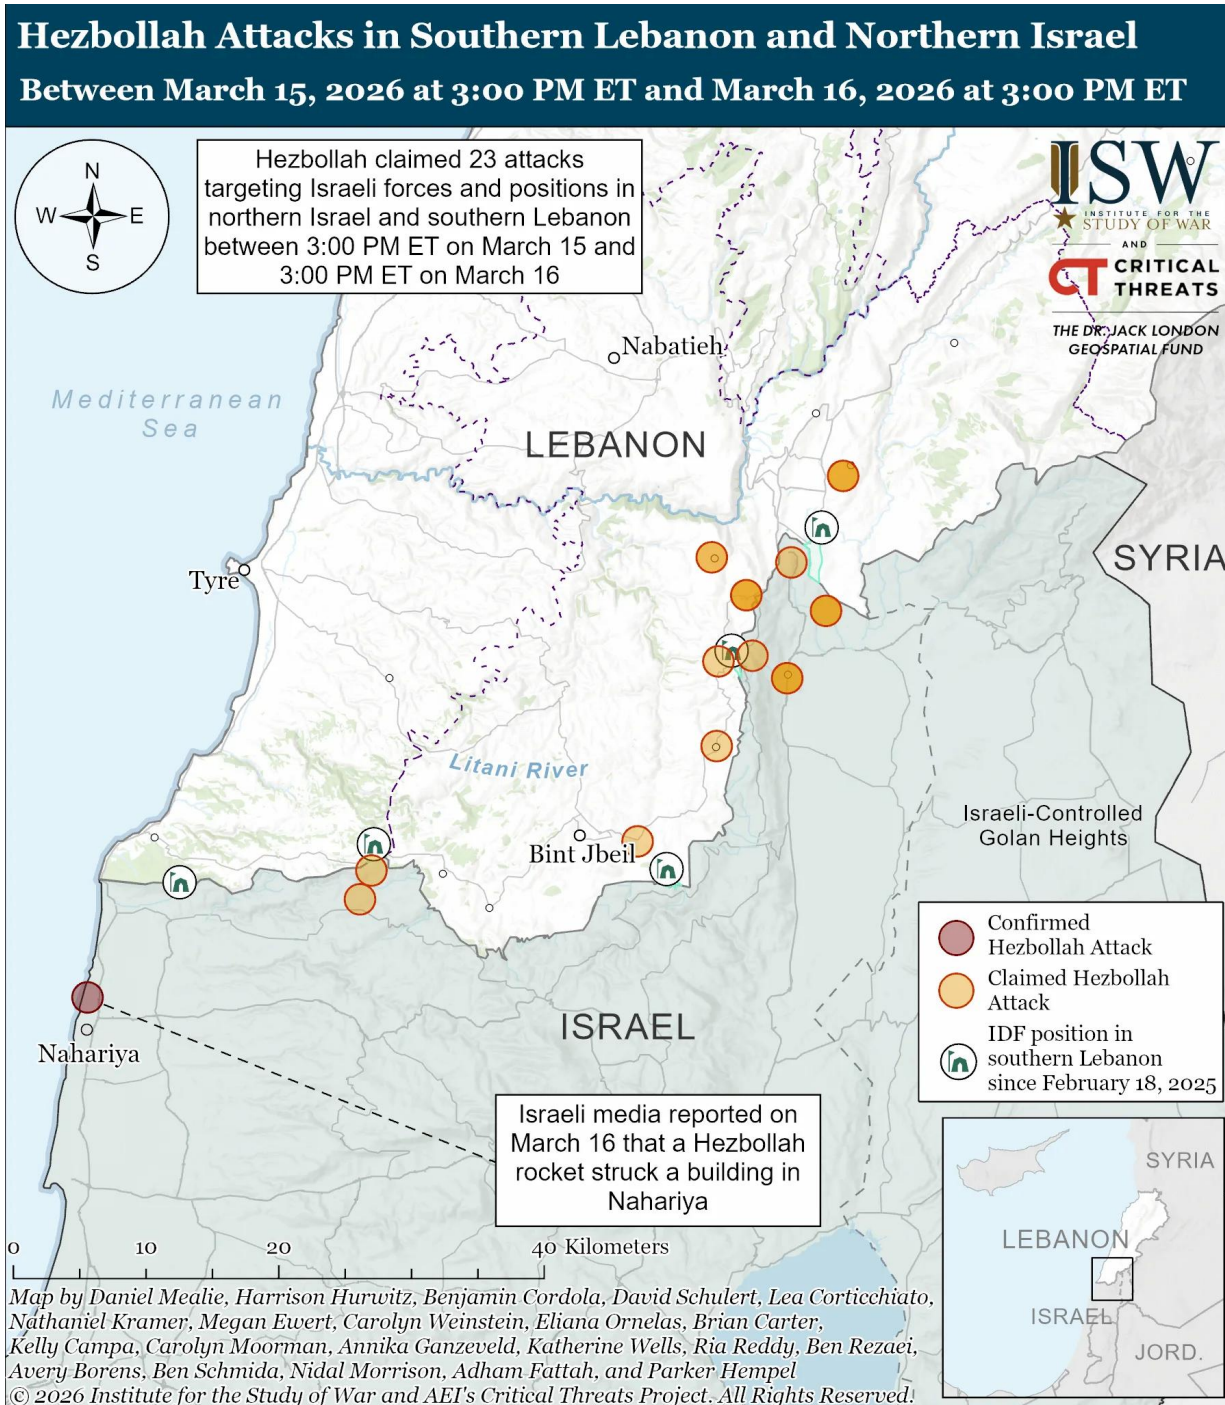 Hezbollah Attacks in Southern Lebanon and Northern Israel
Between March 15, 2026 at 3:00 PM ET and March 16, 2026 at 3:00 PM ET
N
W
E
S
Hezbollah claimed 23 attacks
targeting Israeli forces and positions in
northern Israel and southern Lebanon
between 3:00 PM ET on March 15 and
3:00 PM ET on March 16
ISW
INSTITUTE FOR THE
STUDY OF WAR
AND
CT CRITICAL
THREATS
THE DR. JACK LONDON
GEOSPATIAL FUND
Nabatieh
Mediterranean
Sea
LEBANON
SYRIA
Tyre
Litani River
Israeli-Controlled
Golan Heights
Bint Jbeil
Confirmed
Hezbollah Attack
Claimed Hezbollah
Attack
IDF position in
southern Lebanon
since February 18, 2025
ISRAEL
Nahariya
Israeli media reported on
March 16 that a Hezbollah
rocket struck a building in
Nahariya
SYRIA
LEBANON
ISRAEL
JORD.
0 10 20 40 Kilometers
Map by Daniel Mealie, Harrison Hurwitz, Benjamin Cordola, David Schulert, Lea Corticchiato,
Nathaniel Kramer, Megan Ewert, Carolyn Weinstein, Eliana Ornelas, Brian Carter,
Kelly Campa, Carolyn Moorman, Annika Ganzeveld, Katherine Wells, Ria Reddy, Ben Rezaei,
Avery Borens, Ben Schmida, Nidal Morrison, Adham Fattah, and Parker Hempel
© 2026 Institute for the Study of War and AEI's Critical Threats Project. All Rights Reserved.